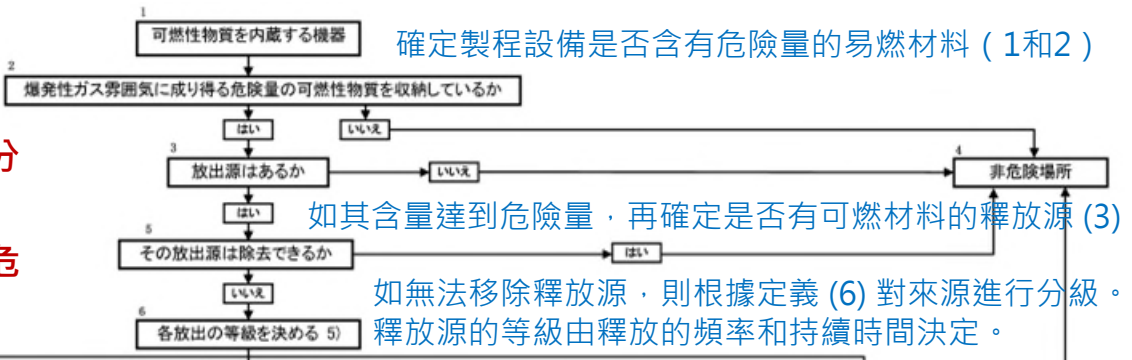 1
可燃性物質を内蔵する機器
確定製程設備是否含有危險量的易燃材料（1和2）
2
爆発性ガス雰囲気に成り得る危険量の可燃性物質を収納しているか
はい
いいえ
分
3
放出源はあるか
いいえ
4
非危険場所
はい
如其含量達到危險量，再確定是否有可燃材料的釋放源 (3)
5
その放出源は除去できるか
はい
危
いいえ
如無法移除釋放源，則根據定義 (6) 對來源進行分級。
釋放源的等級由釋放的頻率和持續時間決定。
6
各放出の等級を決める 5)